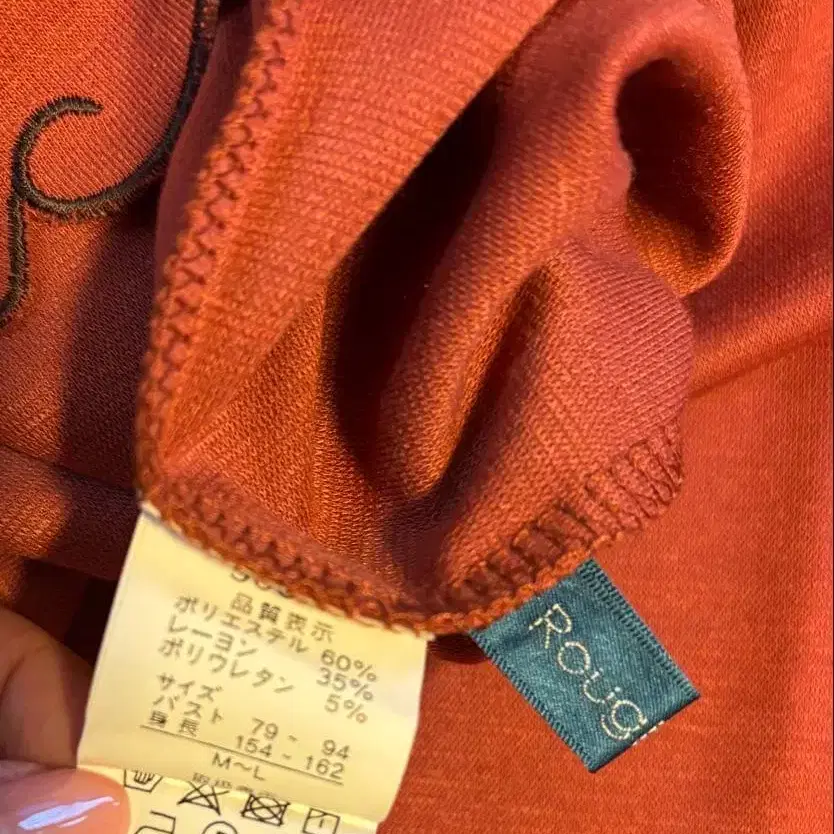 品質表示
ポリエステル 60%
レーヨン 35%
ポリウレタン 5%
サイズ
バスト 79 - 94
身長 154 - 162
M~L
Roug